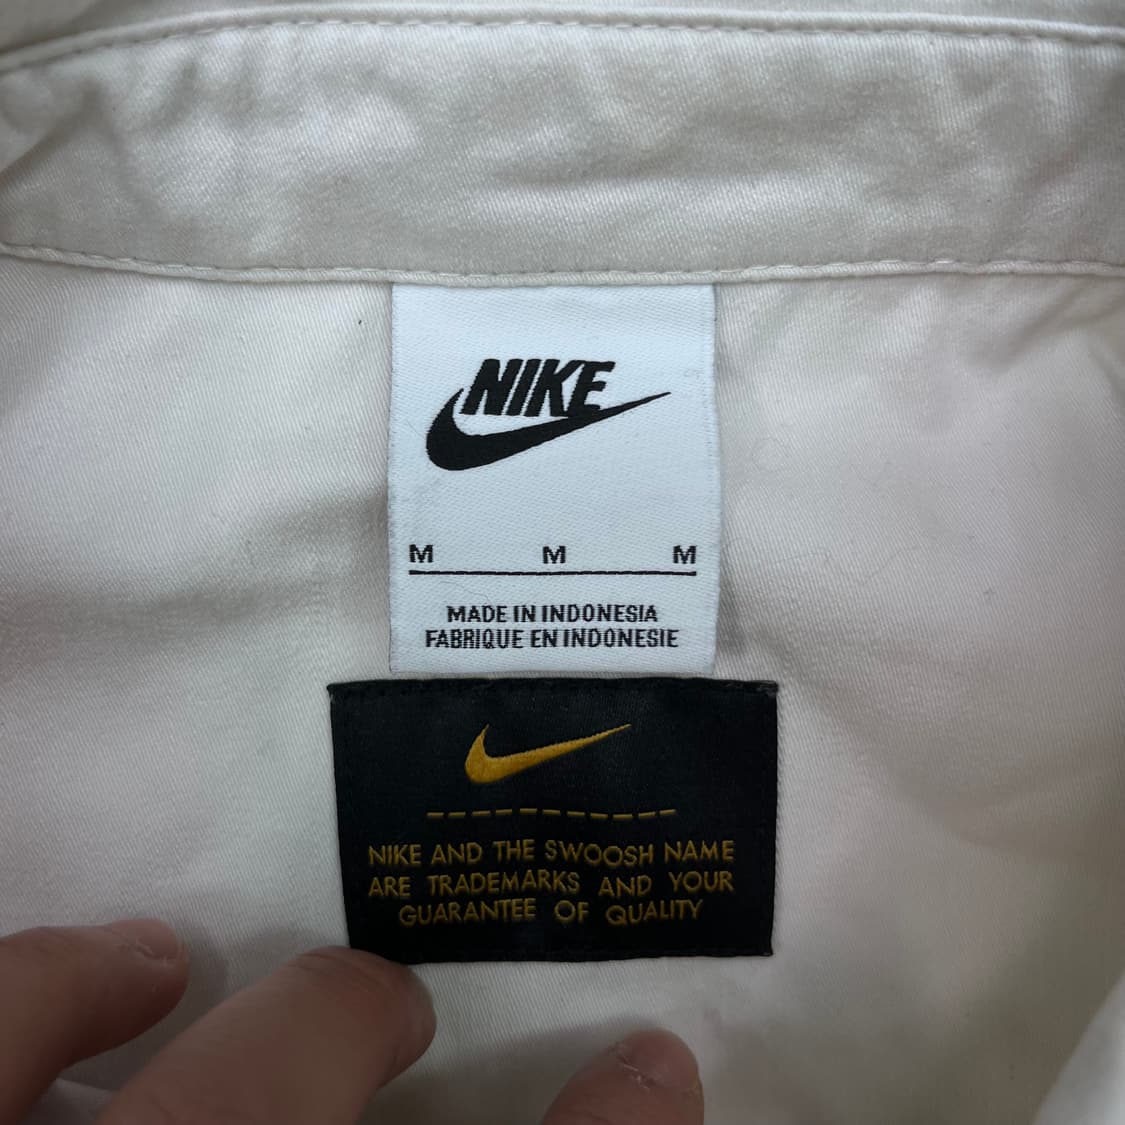 NIKE
M M M
MADE IN INDONESIA
FABRIQUE EN INDONESIE
NIKE AND THE SWOOSH NAME
ARE TRADEMARKS AND YOUR
GUARANTEE OF QUALITY